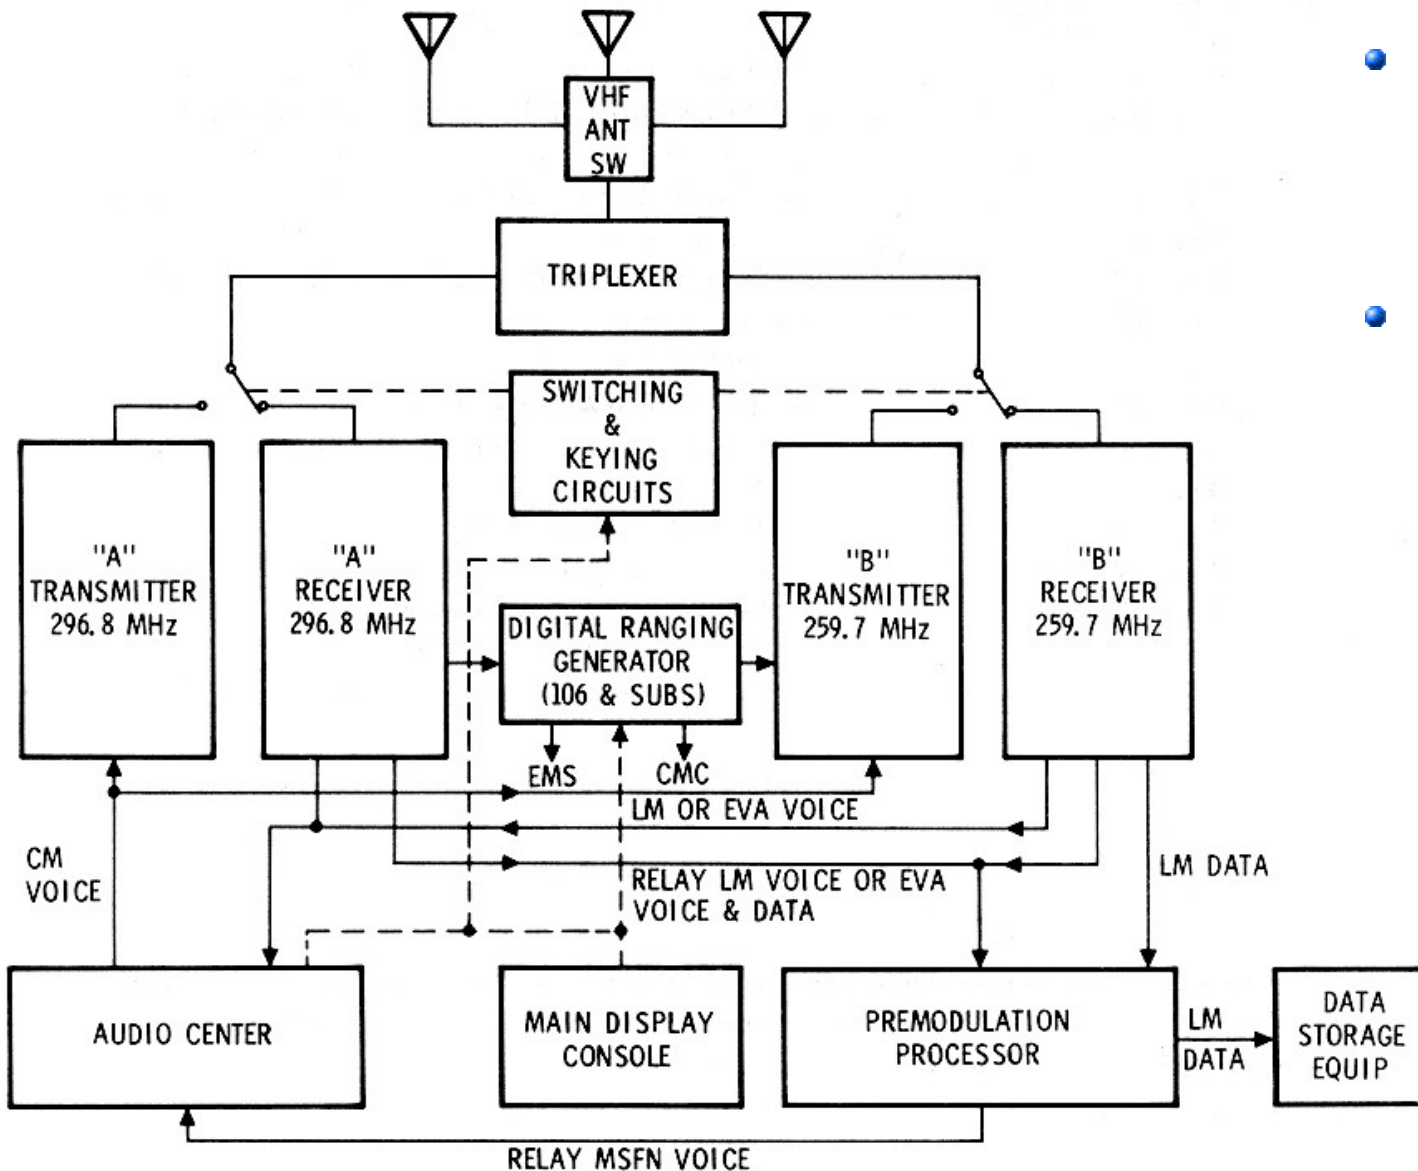 VHF
ANT
SW
TRIPLEXER
SWITCHING
&
KEYING
CIRCUITS
"A"
TRANSMITTER
296.8 MHz
"A"
RECEIVER
296.8 MHz
DIGITAL RANGING
GENERATOR
(106 & SUBS)
"B"
TRANSMITTER
259.7 MHz
"B"
RECEIVER
259.7 MHz
EMS
CMC
LM OR EVA VOICE
CM
VOICE
RELAY LM VOICE OR EVA
VOICE & DATA
LM DATA
AUDIO CENTER
MAIN DISPLAY
CONSOLE
PREMODULATION
PROCESSOR
LM
DATA
DATA
STORAGE
EQUIP
RELAY MSFN VOICE